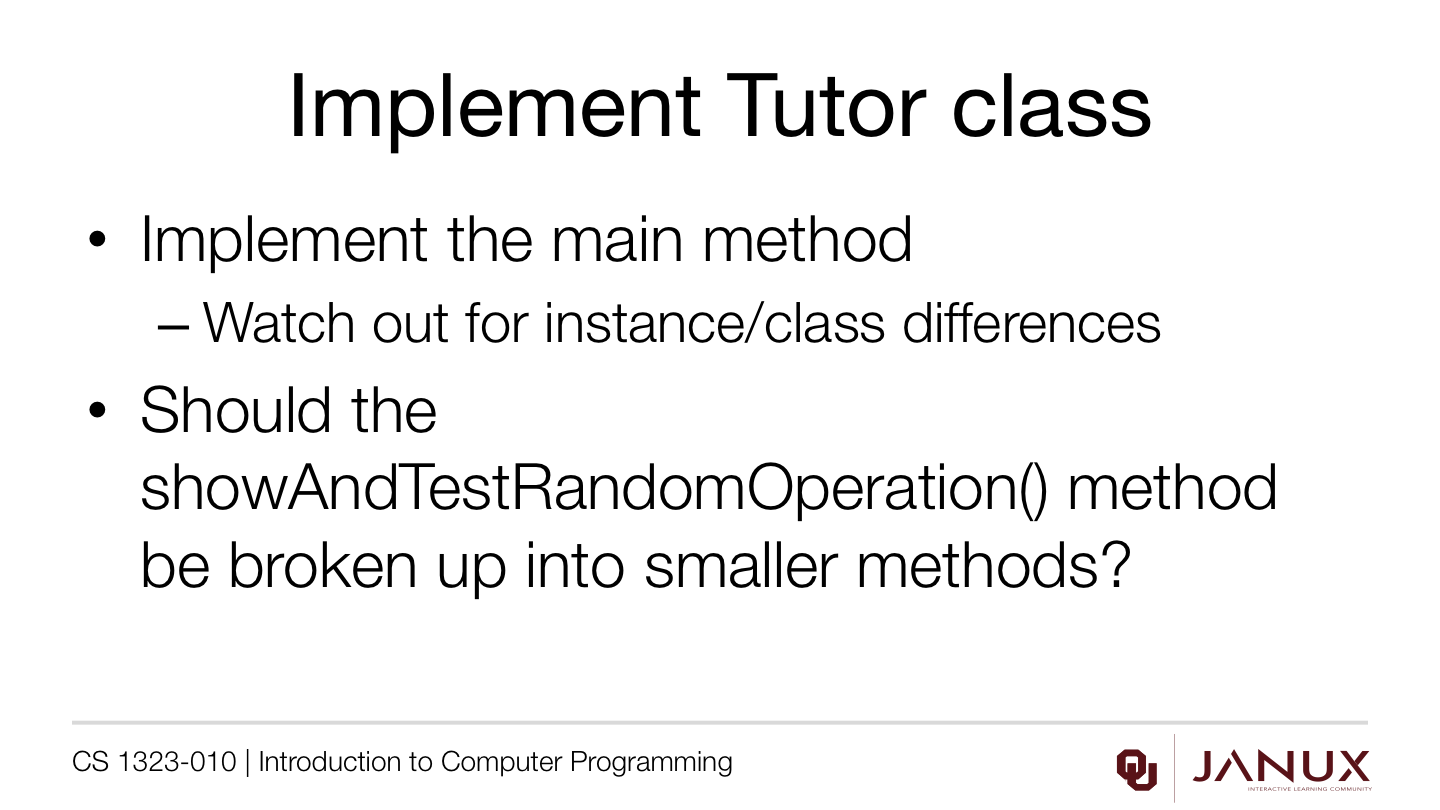 Implement Tutor class
• Implement the main method
– Watch out for instance/class differences
• Should the
showAndTestRandomOperation() method
be broken up into smaller methods?
CS 1323-010 | Introduction to Computer Programming
OU
JANUX
INTERACTIVE LEARNING COMMUNITY